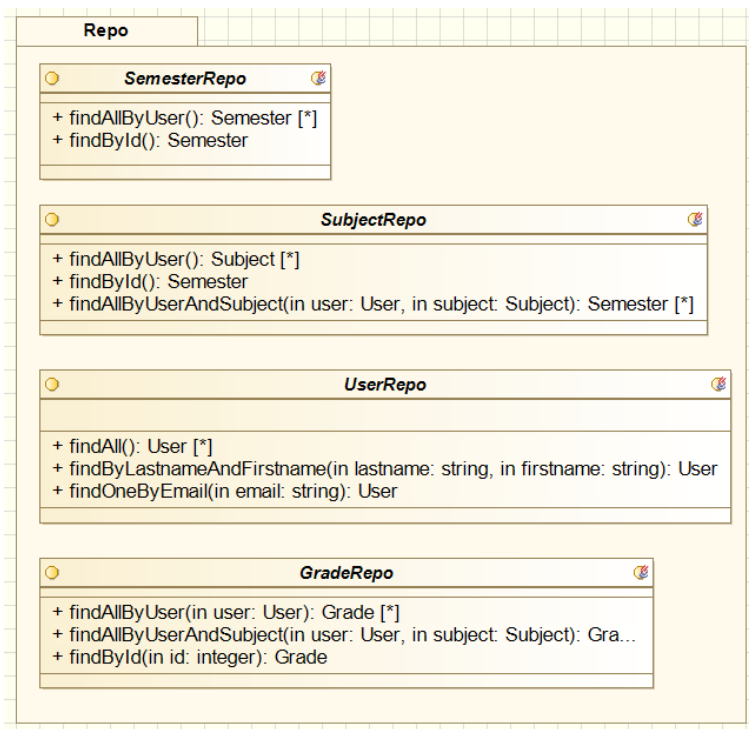 Repo
SemesterRepo
+ findAllByUser(): Semester [*]
+ findById(): Semester
SubjectRepo
+ findAllByUser(): Subject [*]
+ findById(): Semester
+ findAllByUserAndSubject(in user: User, in subject: Subject): Semester [*]
UserRepo
+ findAll(): User [*]
+ findByLastnameAndFirstname(in lastname: string, in firstname: string): User
+ findOneByEmail(in email: string): User
GradeRepo
+ findAllByUser(in user: User): Grade [*]
+ findAllByUserAndSubject(in user: User, in subject: Subject): Gra...
+ findById(in id: integer): Grade